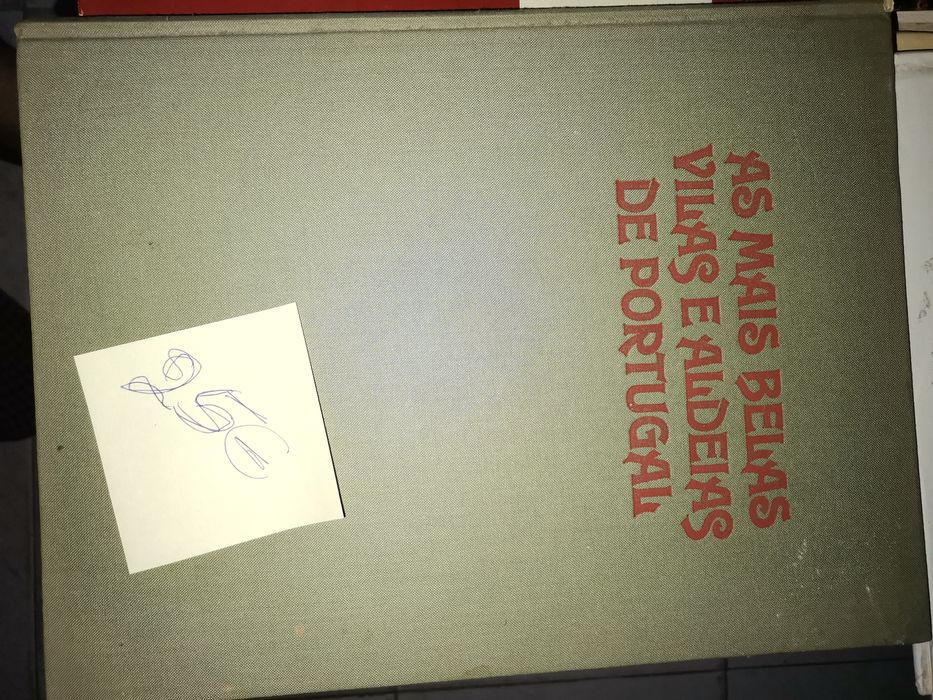 AS MAIS BELAS
VILAS E ALDEIAS
DE PORTUGAL
25€